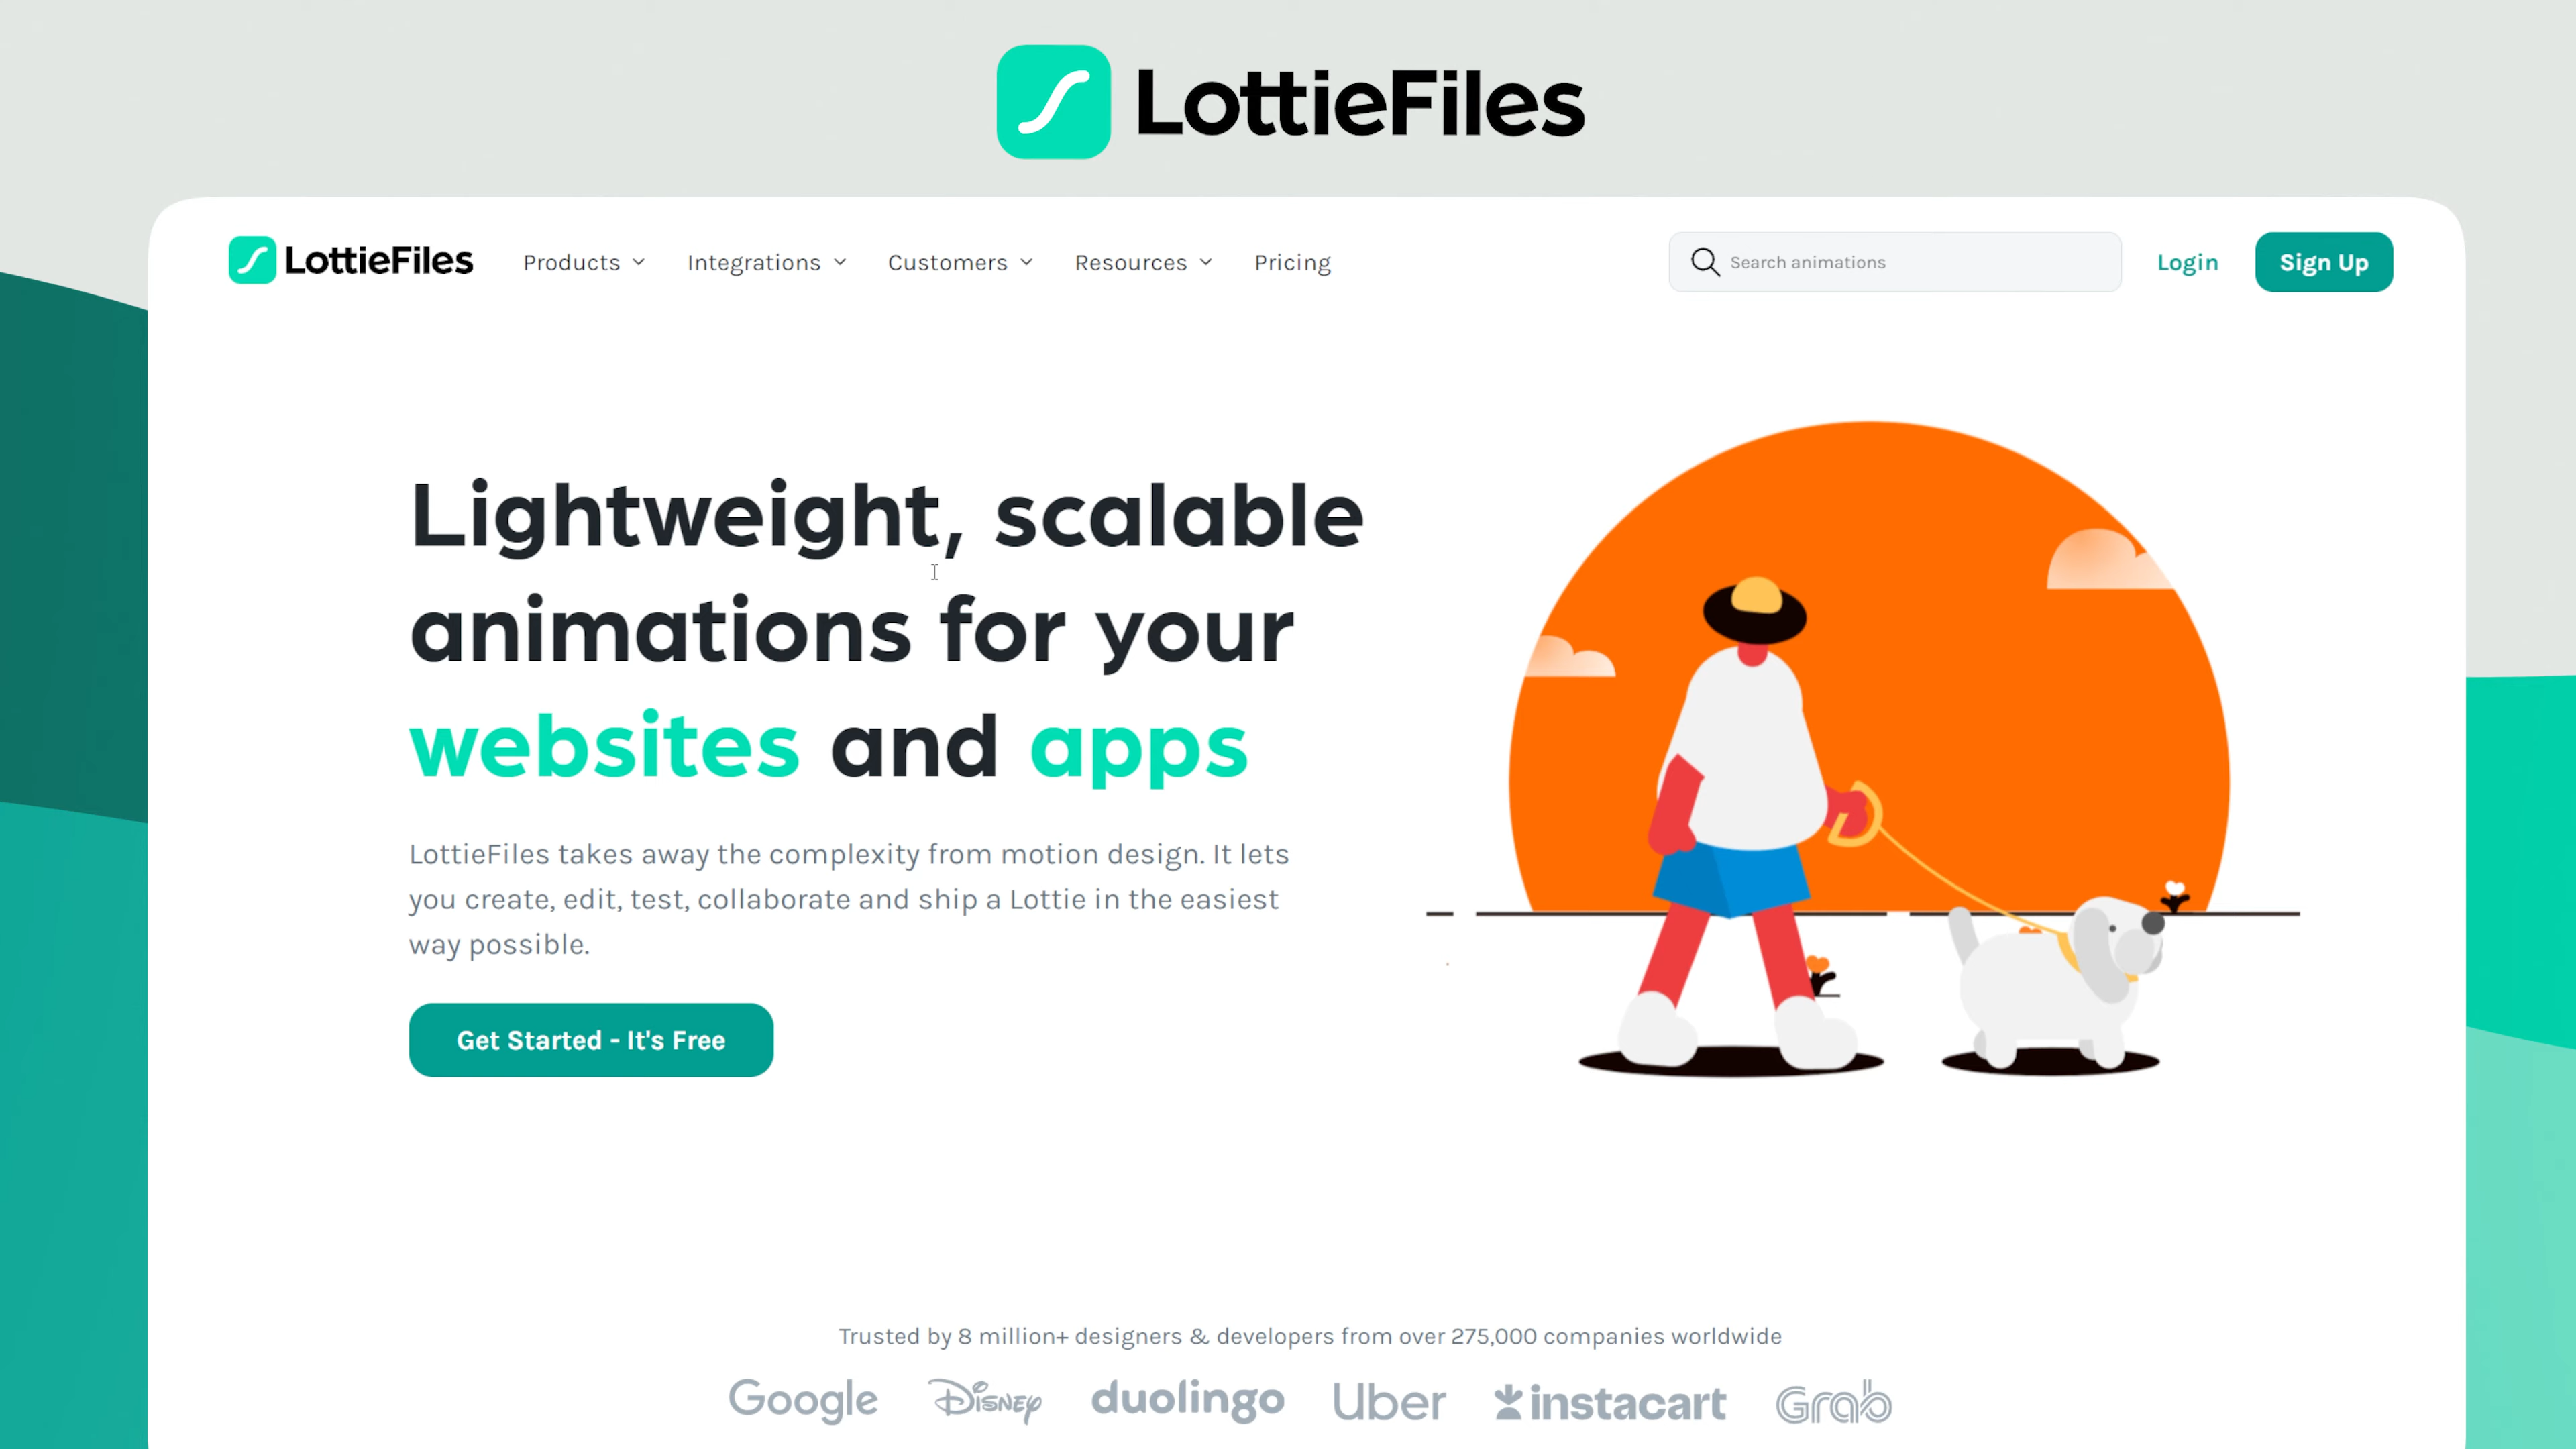 LottieFiles
LottieFiles Products Integrations Customers Resources Pricing Search animations Login Sign Up
Lightweight, scalable
animations for your
websites and apps
LottieFiles takes away the complexity from motion design. It lets
you create, edit, test, collaborate and ship a Lottie in the easiest
way possible.
Get Started - It's Free
Trusted by 8 million+ designers & developers from over 275,000 companies worldwide
Google Disney duolingo Uber instacart Grab